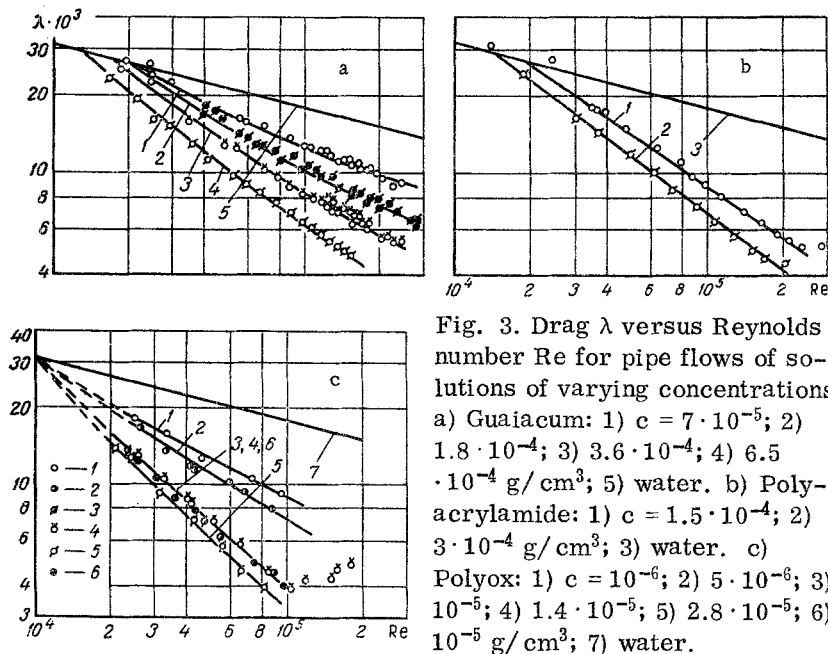 λ·10³
30
20
10
8
6
4
a
1
2
3
4
5
b
1
2
3
10⁴
2
3
4
6
8
10⁵
2
Re
40
30
20
10
8
6
4
3
c
1
2
3, 4, 6
5
7
○ — 1
— 2
— 3
— 4
— 5
— 6
10⁴
2
3
4
6
8
10⁵
2
Re
Fig. 3. Drag λ versus Reynolds
number Re for pipe flows of so-
lutions of varying concentrations
a) Guaiacum: 1) c = 7·10⁻⁵; 2)
1.8·10⁻⁴; 3) 3.6·10⁻⁴; 4) 6.5
·10⁻⁴ g/cm³; 5) water. b) Poly-
acrylamide: 1) c = 1.5·10⁻⁴; 2)
3·10⁻⁴ g/cm³; 3) water. c)
Polyox: 1) c = 10⁻⁶; 2) 5·10⁻⁶; 3)
10⁻⁵; 4) 1.4·10⁻⁵; 5) 2.8·10⁻⁵; 6)
10⁻⁵ g/cm³; 7) water.